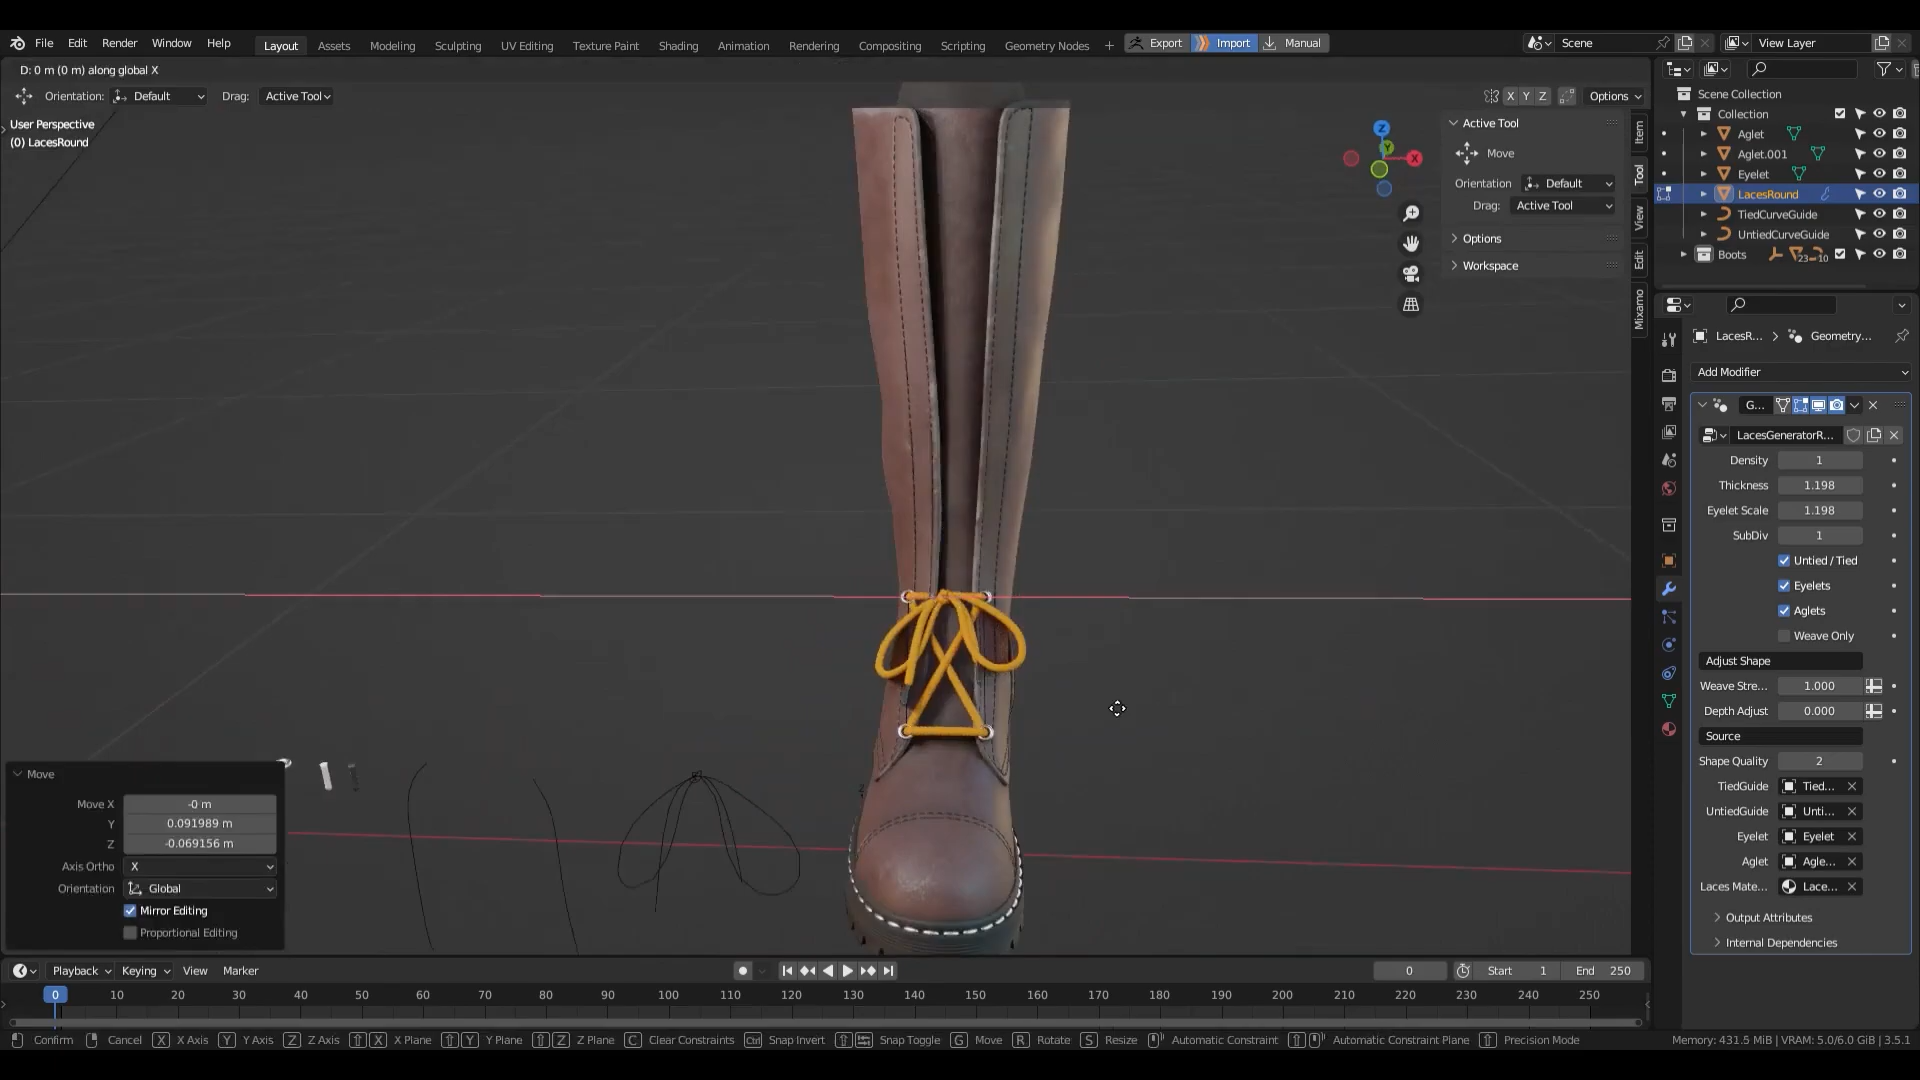 File Edit Render Window Help Layout Assets Modeling Sculpting UV Editing Texture Paint Shading Animation Rendering Compositing Scripting Geometry Nodes + Export Import Manual Scene View Layer
D: 0 m (0 m) along global X
Orientation: Default Drag: Active Tool X Y Z Options
User Perspective
(0) LacesRound
Z
Y
X
Active Tool
Move
Orientation Default
Drag: Active Tool
Options
Workspace
Item
Tool
View
Edit
Mixamo
Scene Collection
Collection
Aglet
Aglet.001
Eyelet
LacesRound
TiedCurveGuide
UntiedCurveGuide
Boots 23 10
LacesR... > Geometry...
Add Modifier
G...
LacesGeneratorR...
Density 1
Thickness 1.198
Eyelet Scale 1.198
SubDiv 1
Untied / Tied
Eyelets
Aglets
Weave Only
Adjust Shape
Weave Stre... 1.000
Depth Adjust 0.000
Source
Shape Quality 2
TiedGuide Tied...
UntiedGuide Unti...
Eyelet Eyelet
Aglet Agle...
Laces Mate... Lace...
Output Attributes
Internal Dependencies
Move
Move X -0 m
Y 0.091989 m
Z -0.069156 m
Axis Ortho X
Orientation Global
Mirror Editing
Proportional Editing
Playback Keying View Marker 0 Start 1 End 250
0 10 20 30 40 50 60 70 80 90 100 110 120 130 140 150 160 170 180 190 200 210 220 230 240 250
Confirm Cancel X X Axis Y Y Axis Z Z Axis X X Plane Y Y Plane Z Z Plane C Clear Constraints Ctrl Snap Invert Snap Toggle G Move R Rotate S Resize Automatic Constraint Automatic Constraint Plane Precision Mode Memory: 431.5 MiB | VRAM: 5.0/6.0 GiB | 3.5.1